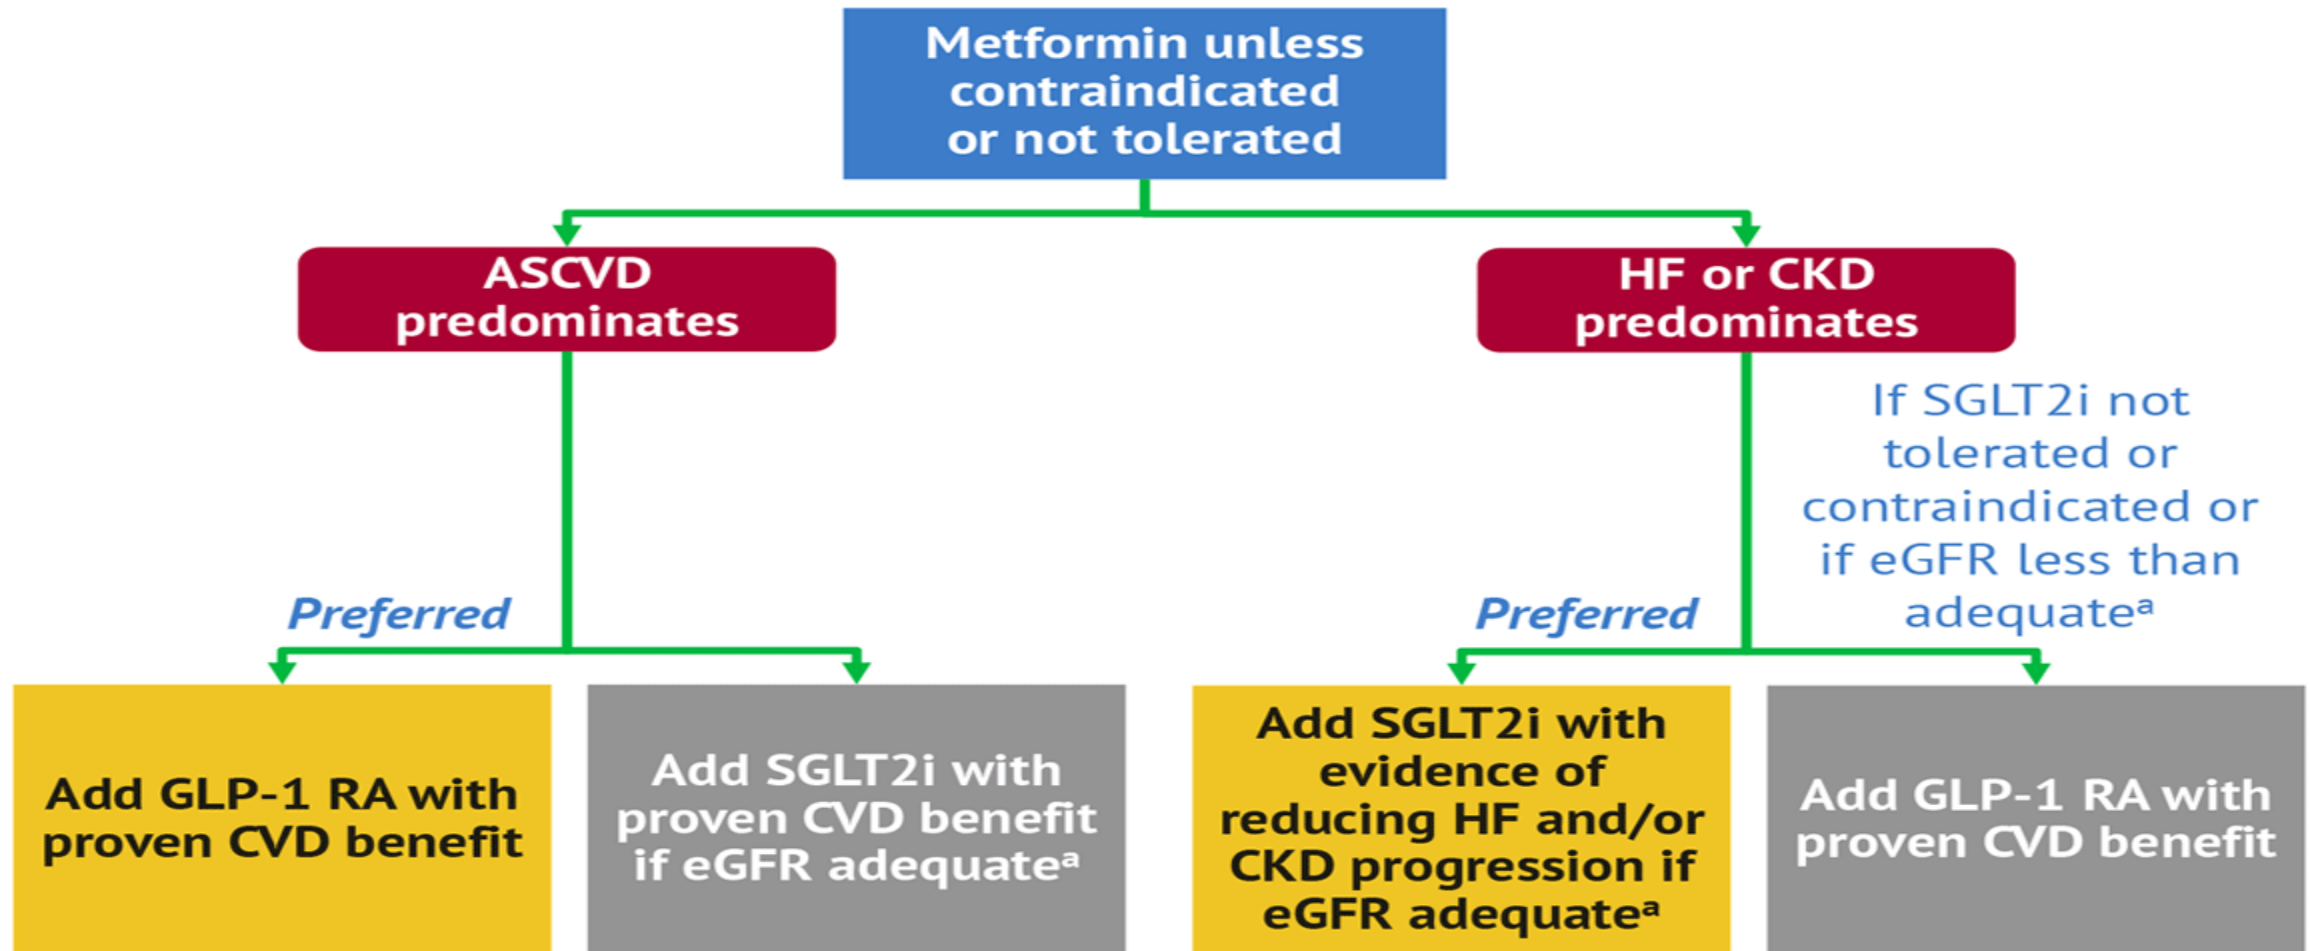 Metformin unless
contraindicated
or not tolerated
ASCVD
predominates
HF or CKD
predominates
If SGLT2i not
tolerated or
contraindicated or
if eGFR less than
adequateᵃ
Preferred
Preferred
Add GLP-1 RA with
proven CVD benefit
Add SGLT2i with
proven CVD benefit
if eGFR adequateᵃ
Add SGLT2i with
evidence of
reducing HF and/or
CKD progression if
eGFR adequateᵃ
Add GLP-1 RA with
proven CVD benefit